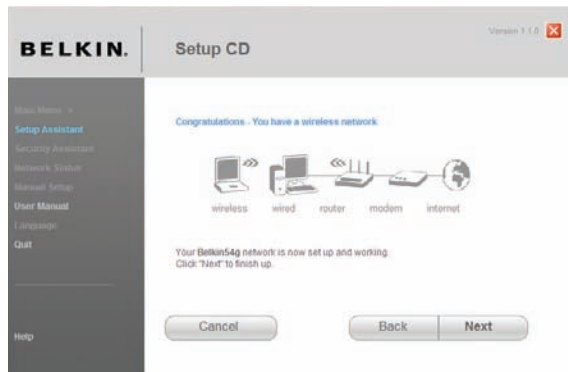 BELKIN.
Setup CD
Version 1.1.0
Main Menu >
Setup Assistant
Security Assistant
Network Status
Manual Setup
User Manual
Language
Quit
Help
Congratulations - You have a wireless network
wireless wired router modem internet
Your Belkin54g network is now set up and working.
Click "Next" to finish up.
Cancel
Back
Next